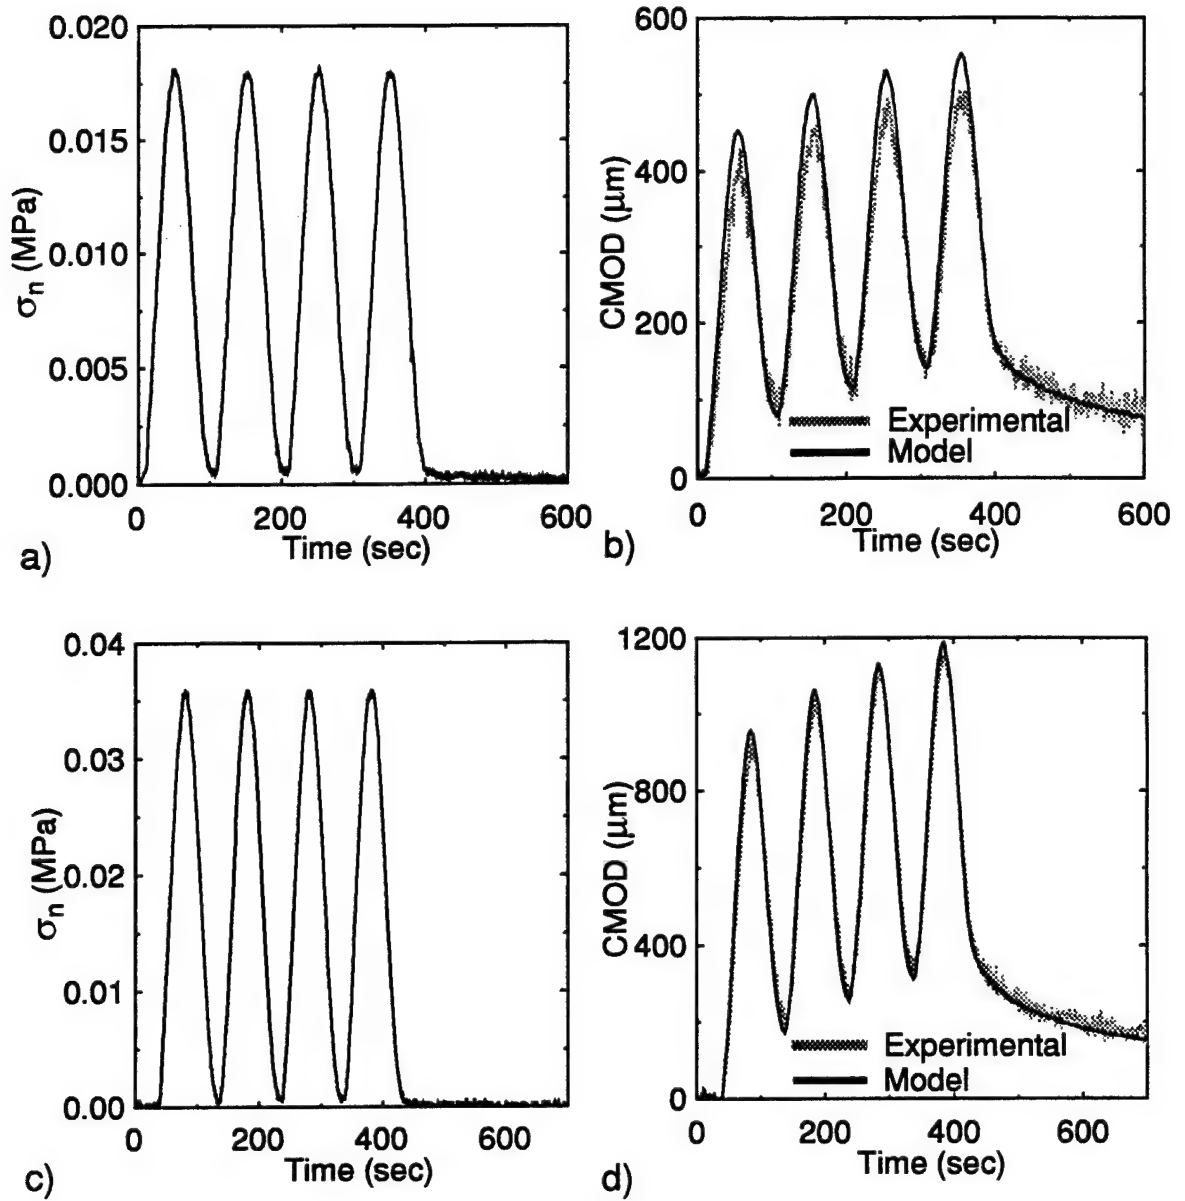 0.020
0.015
0.010
0.005
0.000
σn (MPa)
0 200 400 600
Time (sec)
a)
600
400
200
0
CMOD (μm)
Experimental
Model
0 200 400 600
Time (sec)
b)
0.04
0.03
0.02
0.01
0.00
σn (MPa)
0 200 400 600
Time (sec)
c)
1200
800
400
0
CMOD (μm)
Experimental
Model
0 200 400 600
Time (sec)
d)